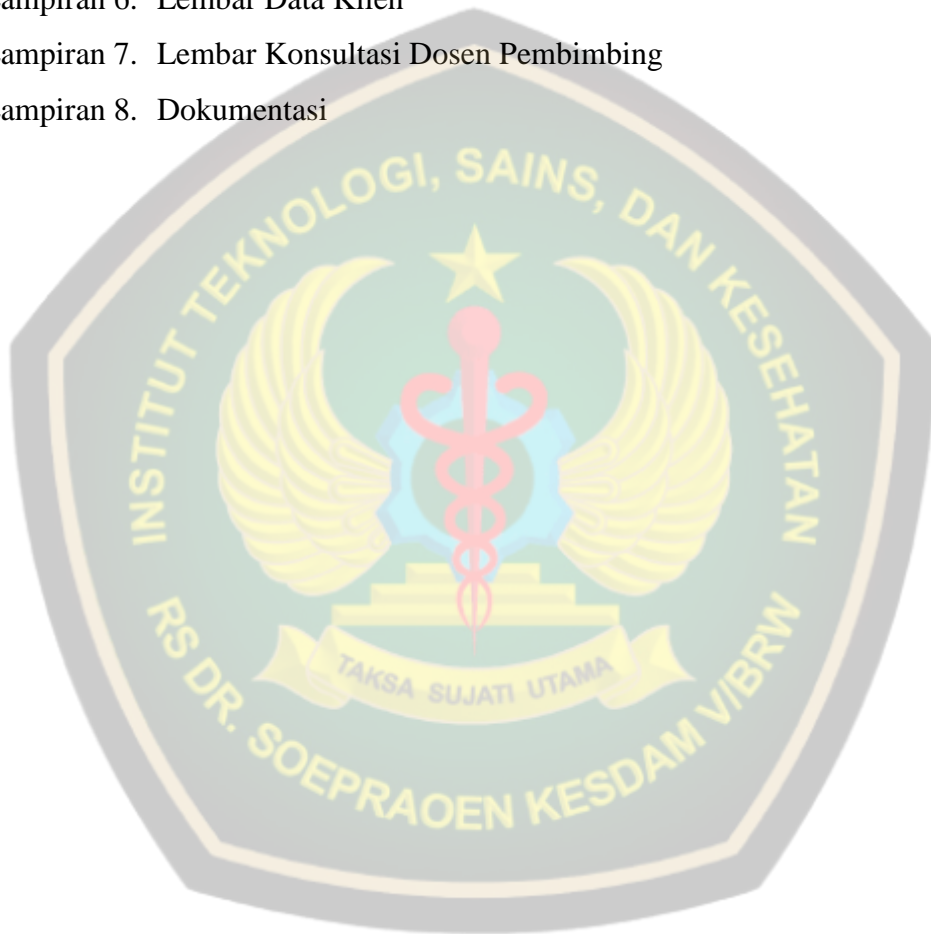 ampiran 6. Lembar Data Klien
ampiran 7. Lembar Konsultasi Dosen Pembimbing
ampiran 8. Dokumentasi
INSTITUT TEKNOLOGI, SAINS, DAN KESEHATAN
TAKSA SUJATI UTAMA
RS DR. SOEPRAOEN KESDAM V/BRW